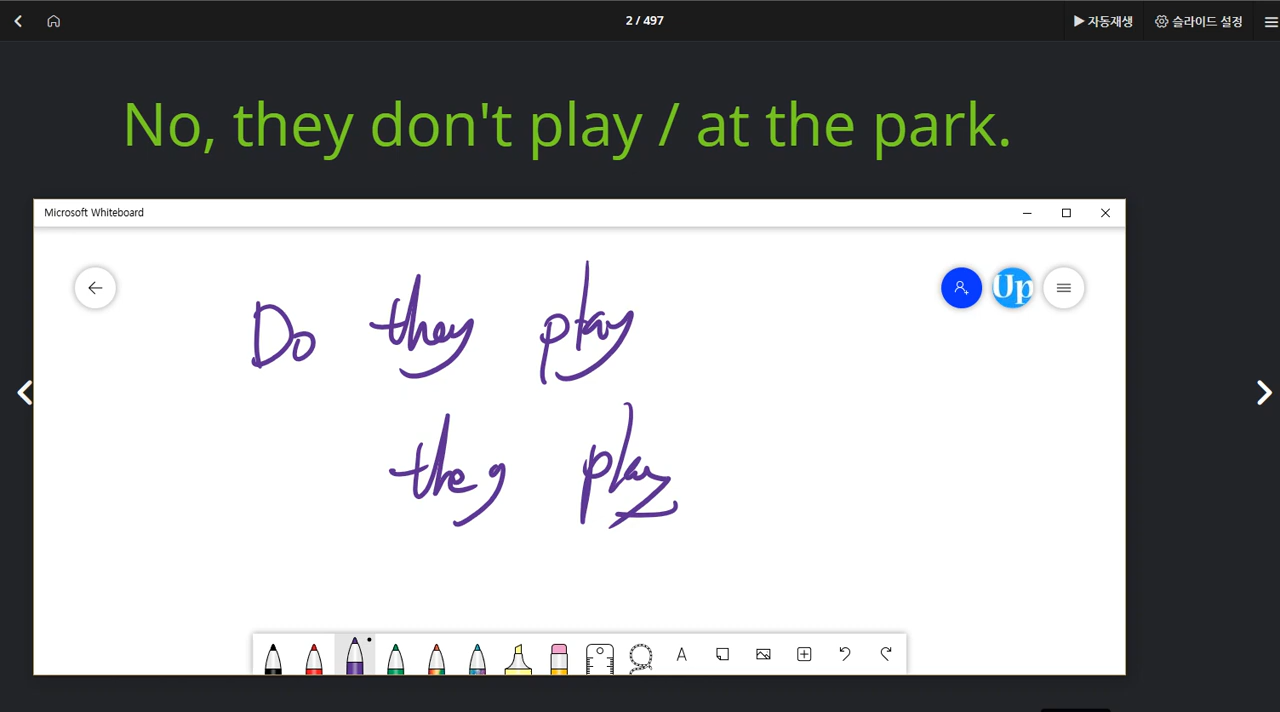 2 / 497
자동재생
슬라이드 설정
No, they don't play / at the park.
Microsoft Whiteboard
Up
Do they play
they play